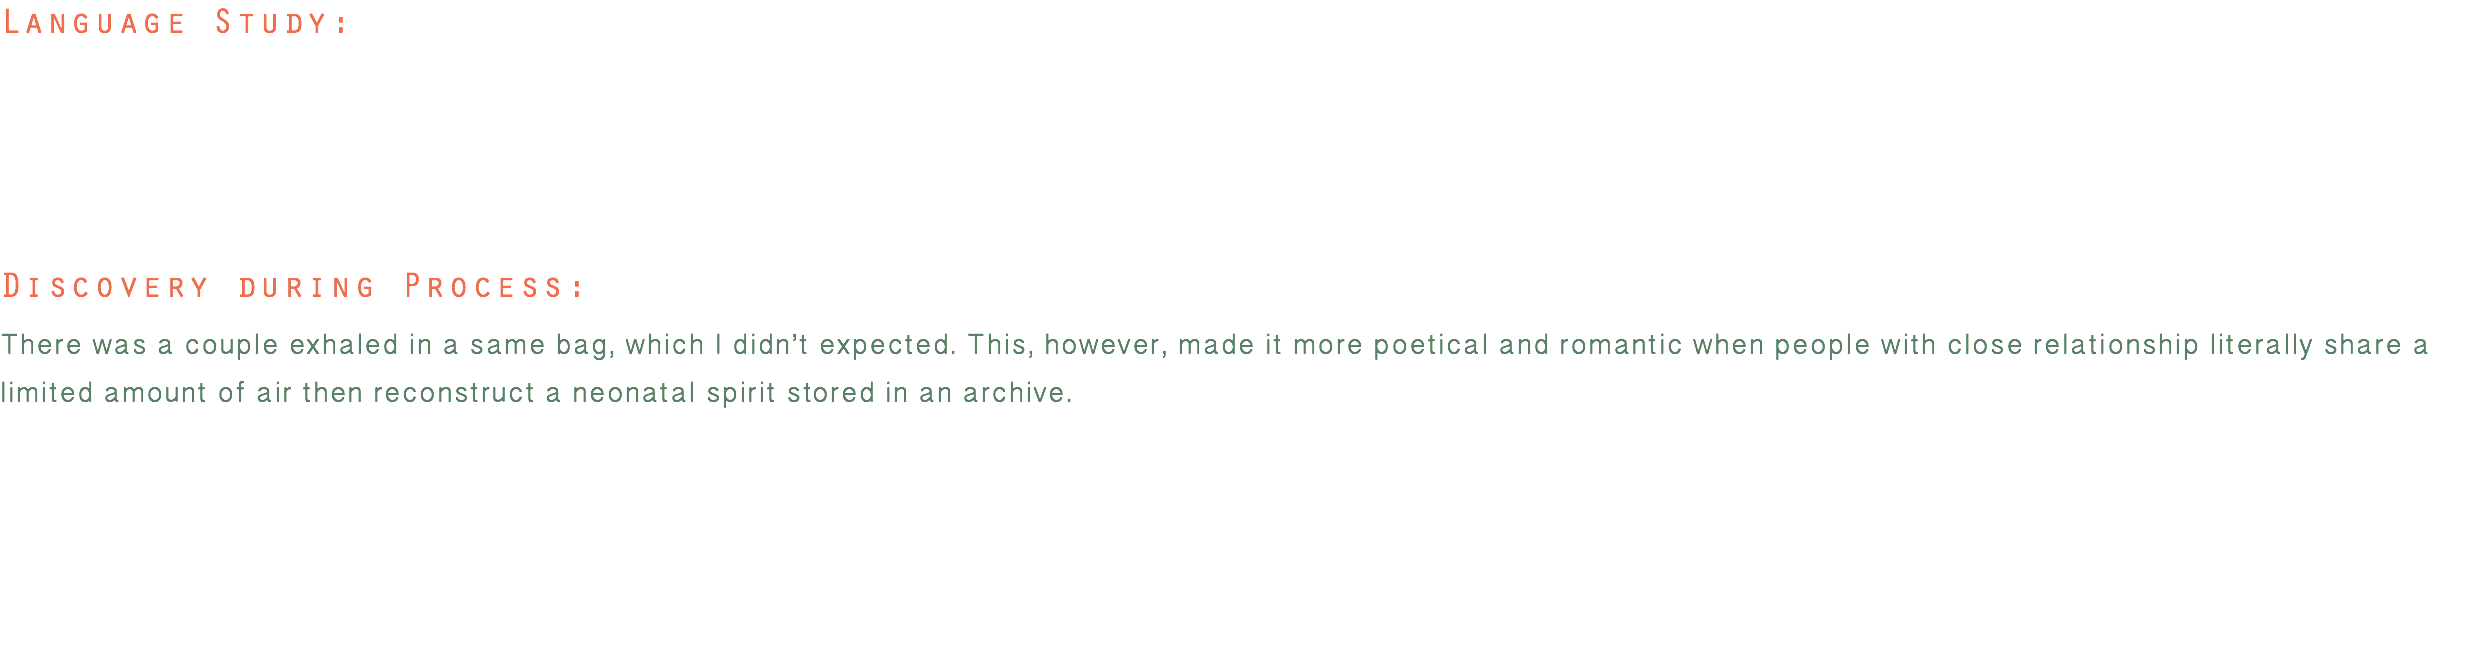 Language Study:
Discovery during Process:
There was a couple exhaled in a same bag, which I didn’t expected. This, however, made it more poetical and romantic when people with close relationship literally share a
limited amount of air then reconstruct a neonatal spirit stored in an archive.